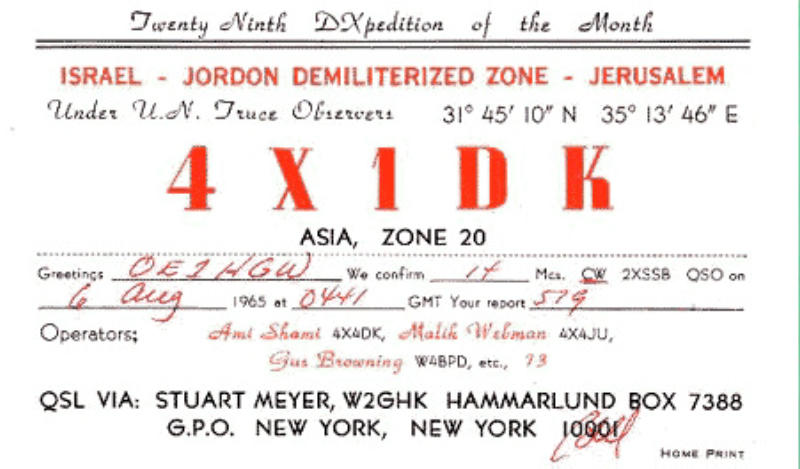 Twenty Ninth DXpedition of the Month
ISRAEL - JORDON DEMILITERIZED ZONE - JERUSALEM
Under U.N. Truce Observers 31° 45' 10" N 35° 13' 46" E
4X1DK
ASIA, ZONE 20
Greetings OE1HGW We confirm 14 Mcs. CW 2XSSB QSO on
6 Aug 1965 at 0441 GMT Your report 579
Operators; Ami Shami 4X4DK, Malik Webman 4X4JU,
Gus Browning W4BPD, etc., 73
QSL VIA: STUART MEYER, W2GHK HAMMARLUND BOX 7388
G.P.O. NEW YORK, NEW YORK 10001
HOME PRINT